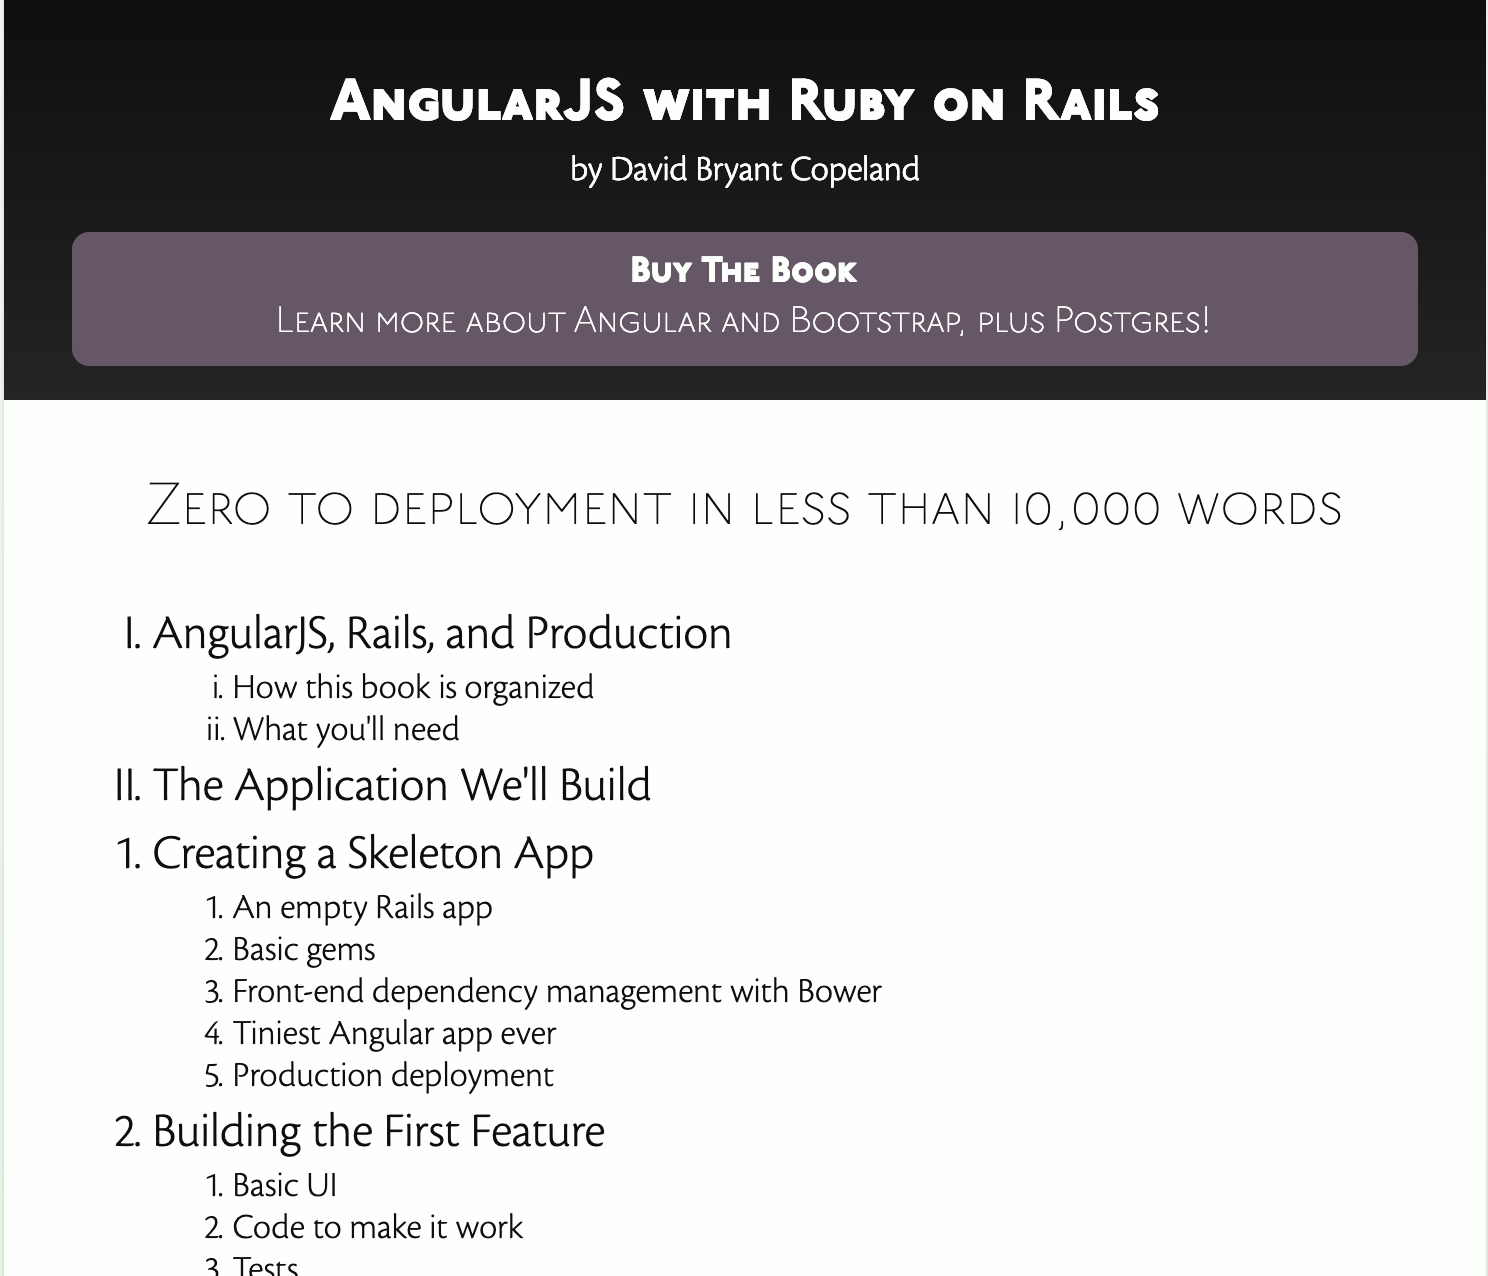 AngularJS with Ruby on Rails
by David Bryant Copeland
Buy The Book
Learn more about Angular and Bootstrap, plus Postgres!
Zero to deployment in less than 10,000 words
I. AngularJS, Rails, and Production
i. How this book is organized
ii. What you'll need
II. The Application We'll Build
1. Creating a Skeleton App
1. An empty Rails app
2. Basic gems
3. Front-end dependency management with Bower
4. Tiniest Angular app ever
5. Production deployment
2. Building the First Feature
1. Basic UI
2. Code to make it work
3. Tests